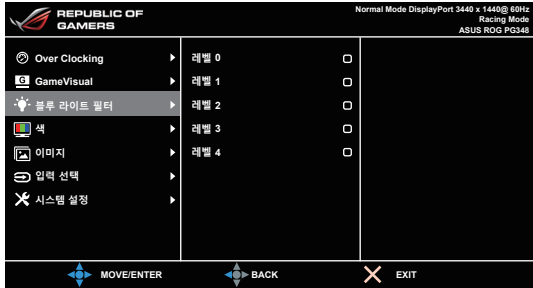 REPUBLIC OF
GAMERS
Normal Mode DisplayPort 3440 x 1440@ 60Hz
Racing Mode
ASUS ROG PG348
Over Clocking
레벨 0
G GameVisual
레벨 1
블루 라이트 필터
레벨 2
색
레벨 3
이미지
레벨 4
입력 선택
시스템 설정
MOVE/ENTER
BACK
EXIT